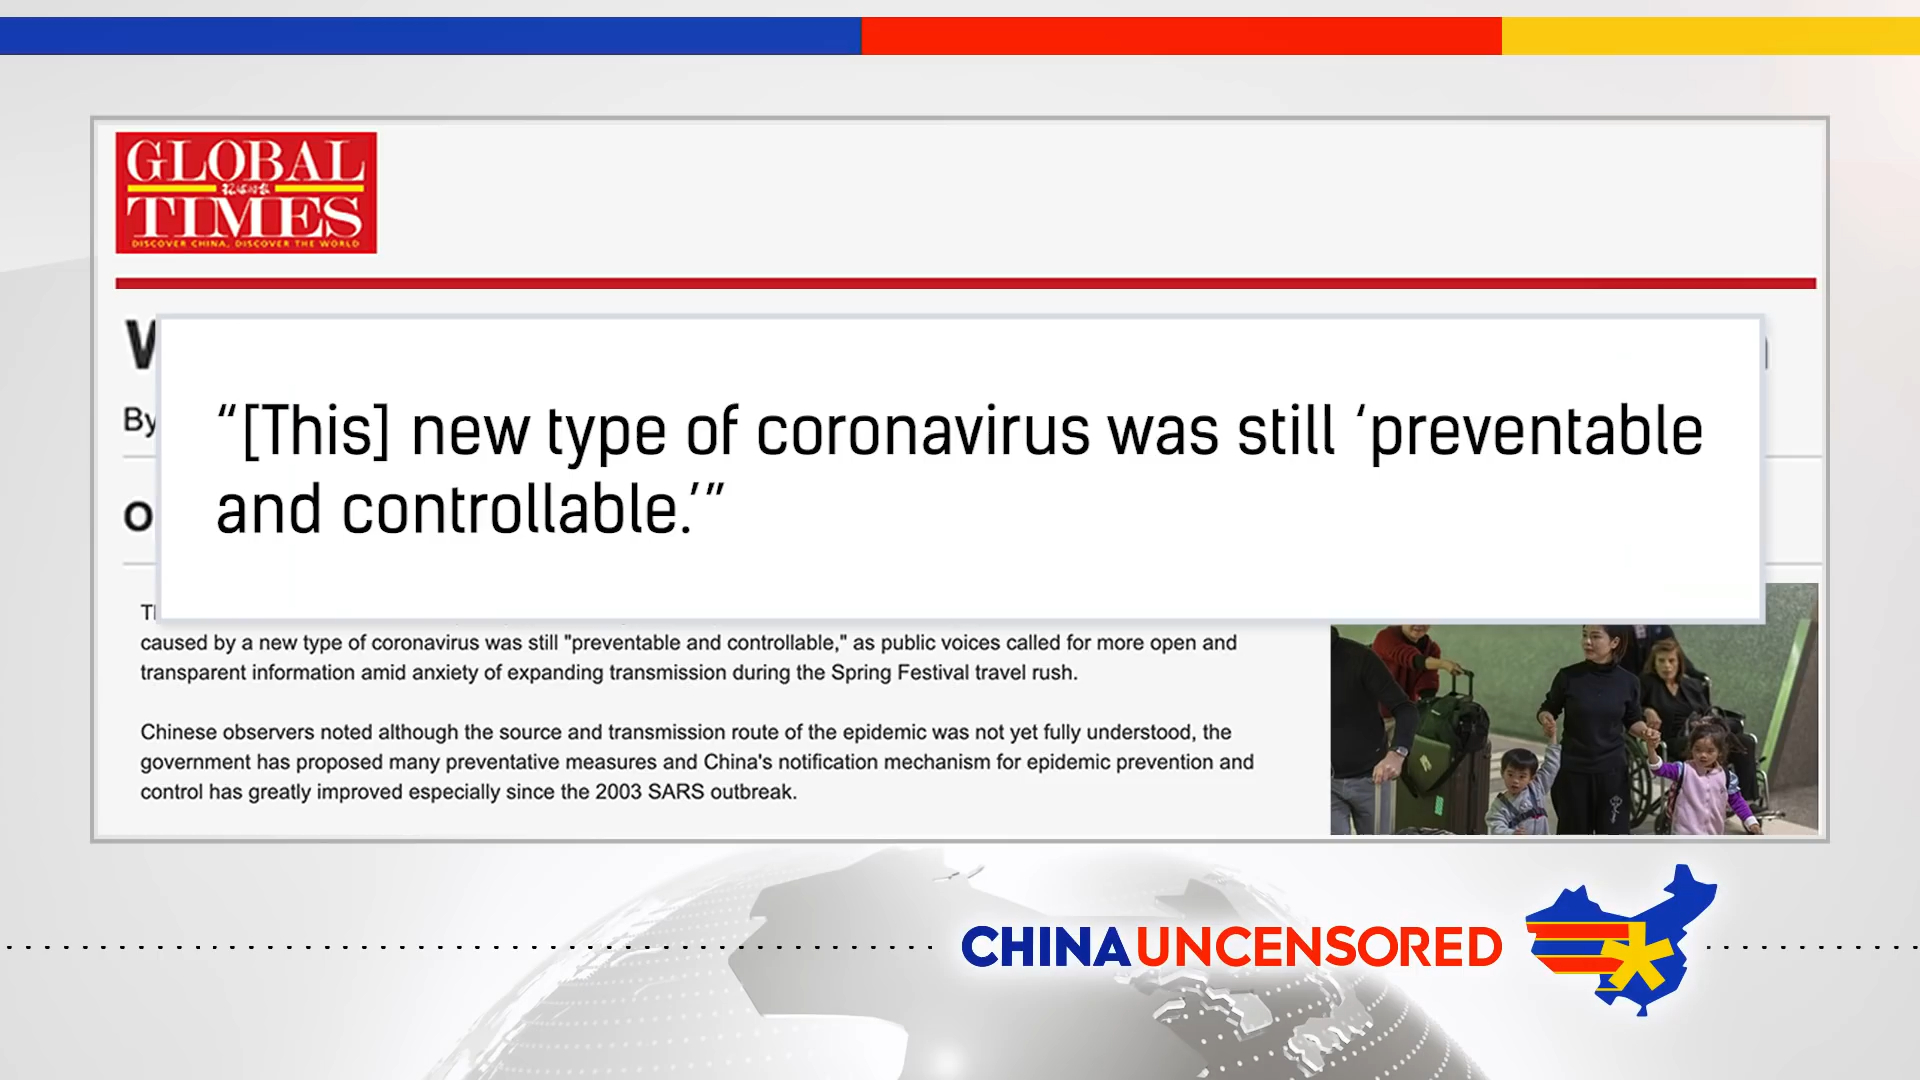 GLOBAL
TIMES
DISCOVER CHINA, DISCOVER THE WORLD
By
“[This] new type of coronavirus was still ‘preventable
and controllable.’”
caused by a new type of coronavirus was still "preventable and controllable," as public voices called for more open and
transparent information amid anxiety of expanding transmission during the Spring Festival travel rush.
Chinese observers noted although the source and transmission route of the epidemic was not yet fully understood, the
government has proposed many preventative measures and China's notification mechanism for epidemic prevention and
control has greatly improved especially since the 2003 SARS outbreak.
CHINA UNCENSORED